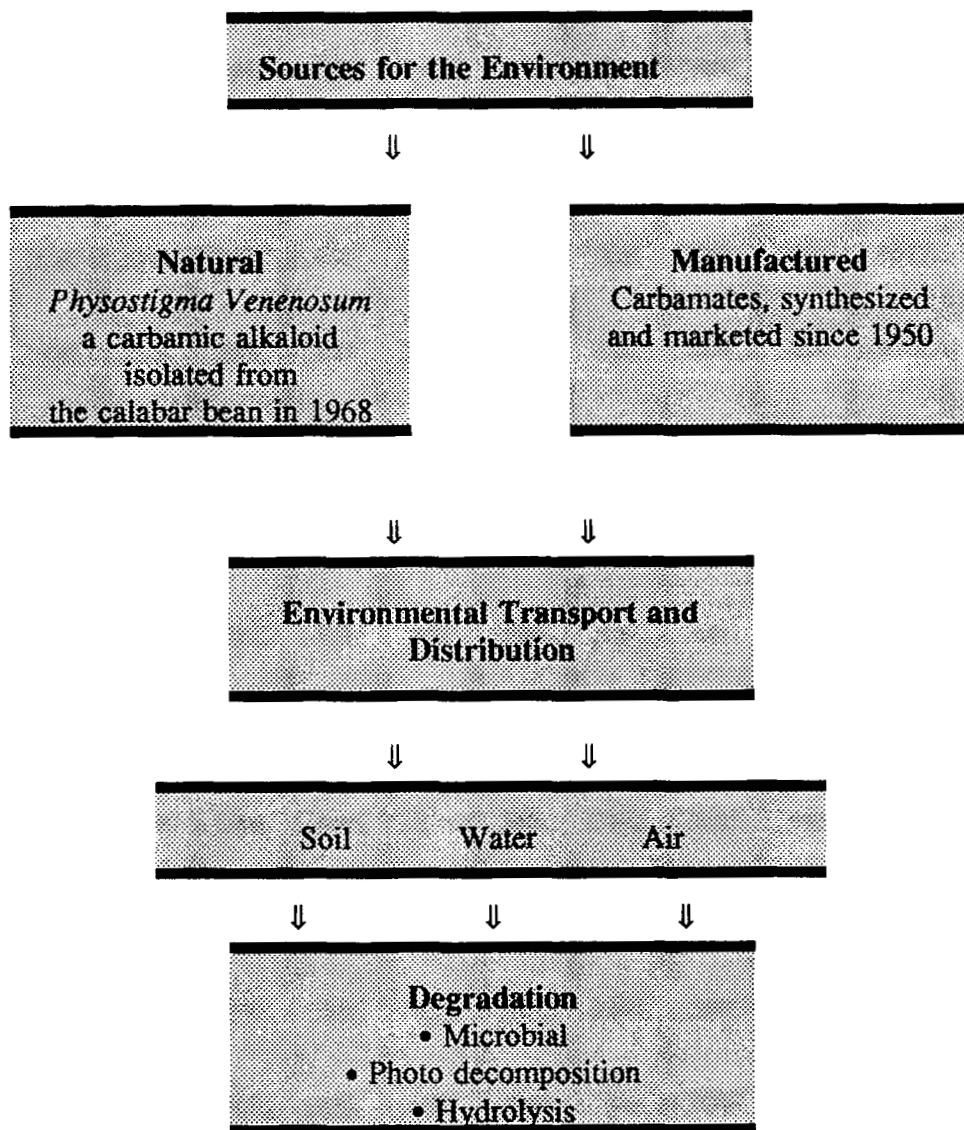 Sources for the Environment
⇓ ⇓
Natural
Physostigma Venenosum
a carbamic alkaloid
isolated from
the calabar bean in 1968
Manufactured
Carbamates, synthesized
and marketed since 1950
⇓ ⇓
Environmental Transport and
Distribution
⇓ ⇓
Soil Water Air
⇓ ⇓ ⇓
Degradation
• Microbial
• Photo decomposition
• Hydrolysis